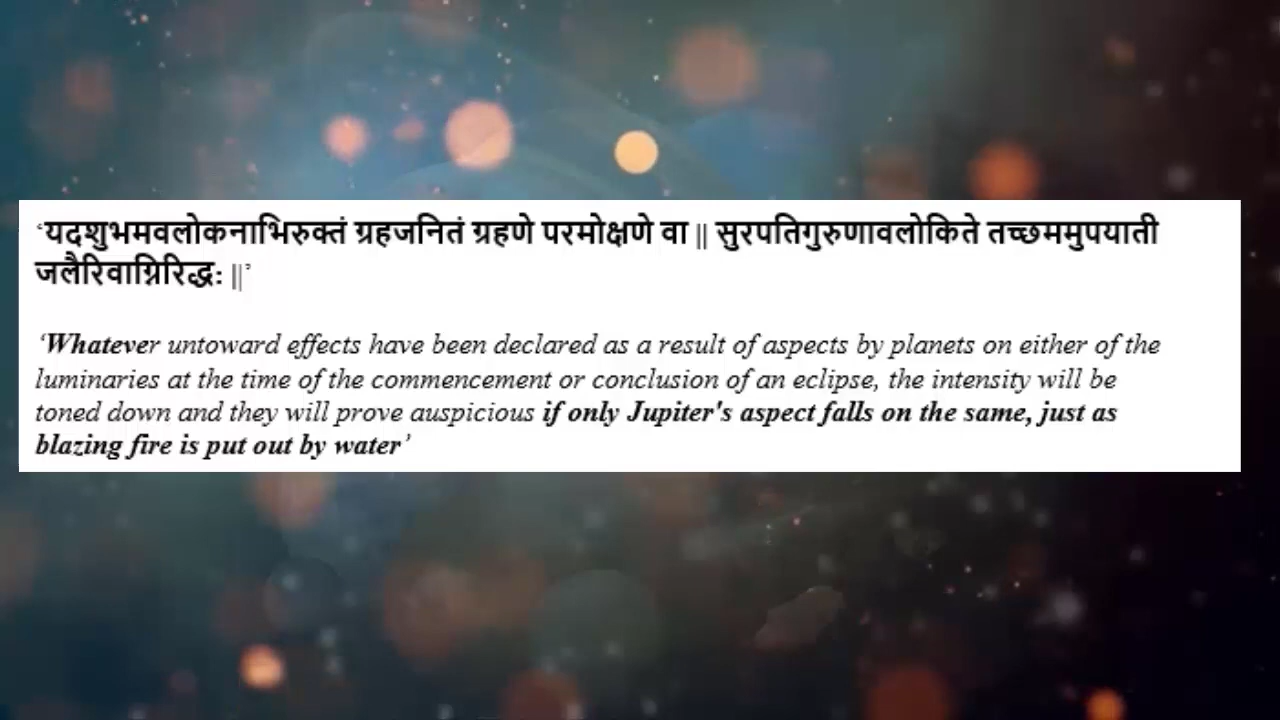 ‘यदशुभमवलोकनाभिरुक्तं ग्रहजनितं ग्रहणे परमोक्षणे वा || सुरपतिगुरुणावलोकिते तच्छममुपयाती
जलैरिवाग्निरिद्धः ||’
‘Whatever untoward effects have been declared as a result of aspects by planets on either of the
luminaries at the time of the commencement or conclusion of an eclipse, the intensity will be
toned down and they will prove auspicious if only Jupiter's aspect falls on the same, just as
blazing fire is put out by water’